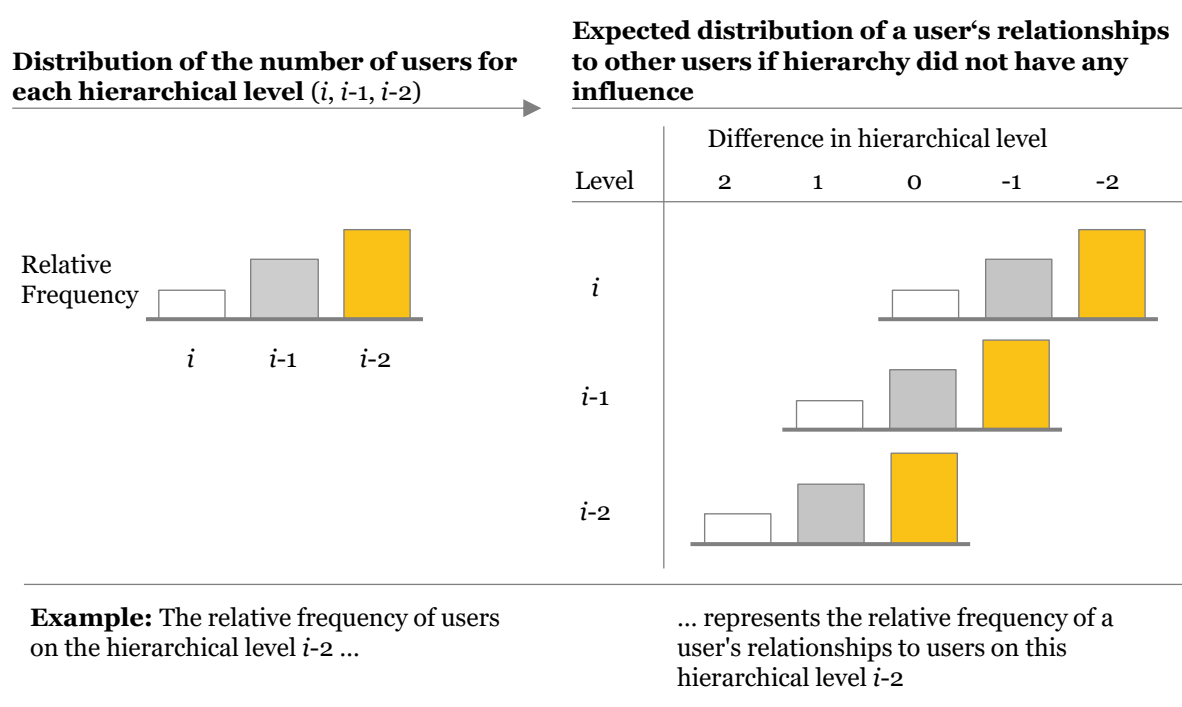 Distribution of the number of users for
each hierarchical level (i, i-1, i-2)
Expected distribution of a user‘s relationships
to other users if hierarchy did not have any
influence
Difference in hierarchical level
Level 2 1 0 -1 -2
Relative
Frequency
i i-1 i-2
i
i-1
i-2
Example: The relative frequency of users
on the hierarchical level i-2 ...
... represents the relative frequency of a
user's relationships to users on this
hierarchical level i-2